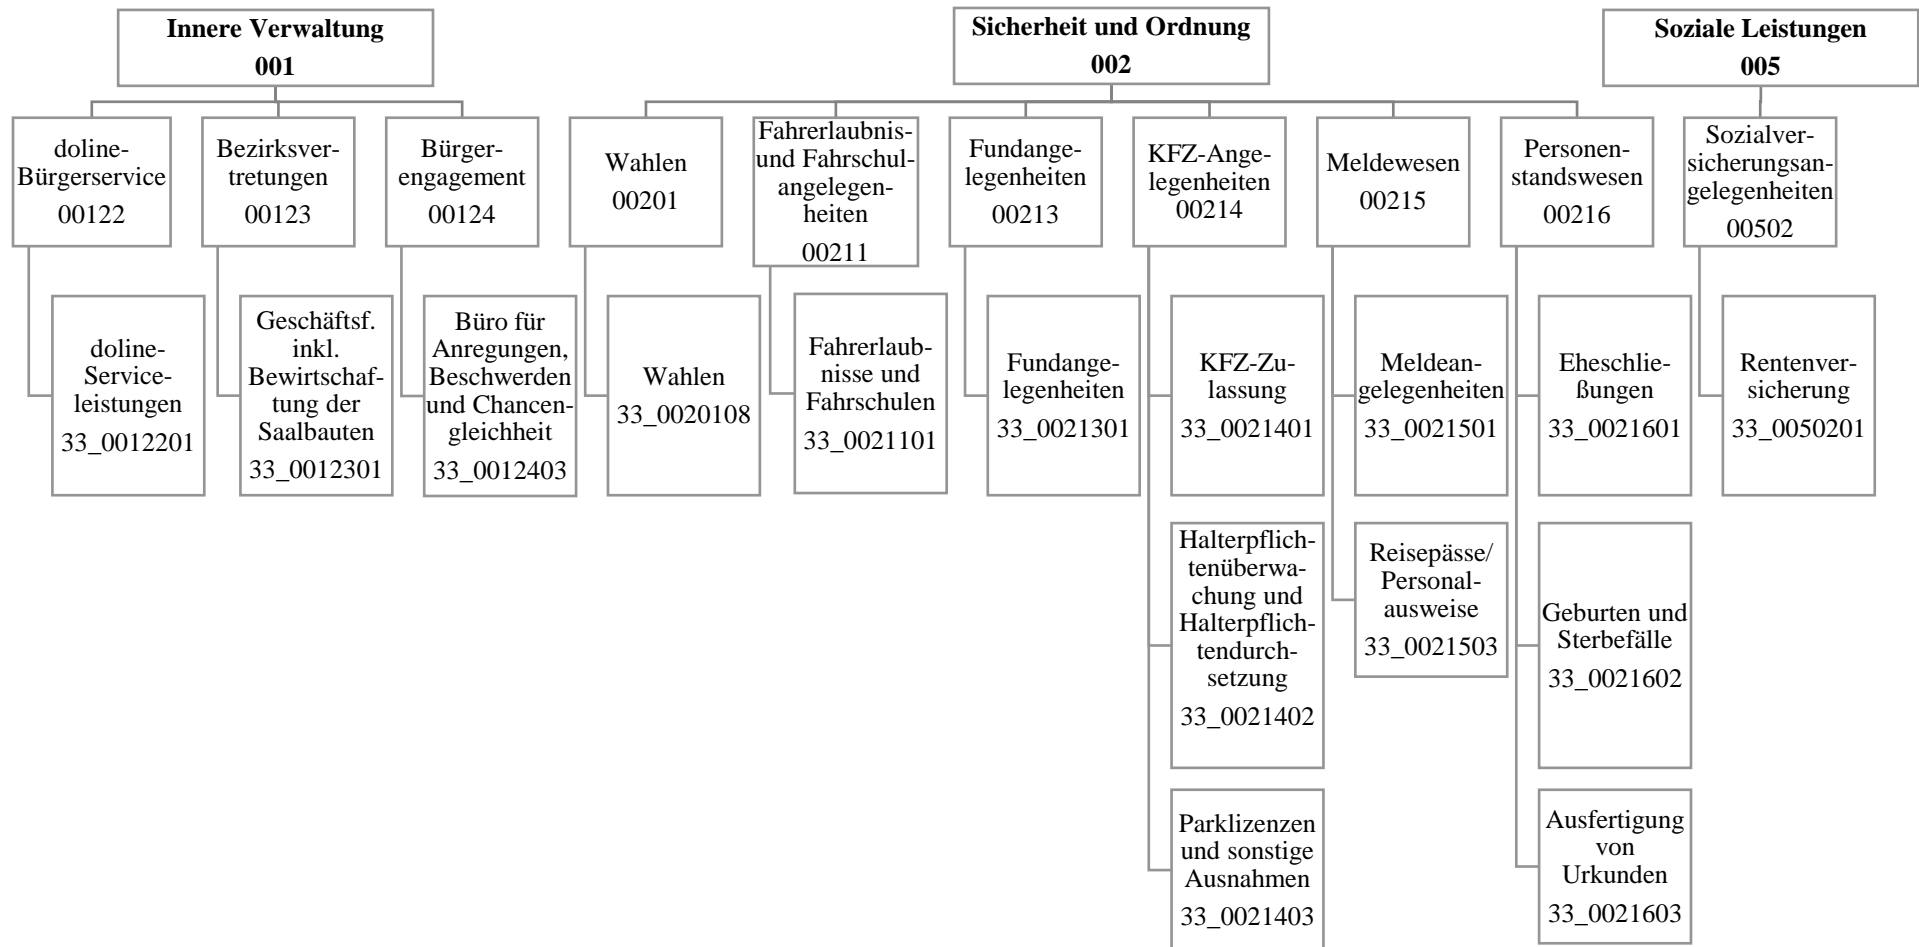 Innere Verwaltung
001
Sicherheit und Ordnung
002
Soziale Leistungen
005
doline-
Bürgerservice
00122
Bezirksver-
tretungen
00123
Bürger-
engagement
00124
Wahlen
00201
Fahrerlaubnis-
und Fahrschul-
angelegen-
heiten
00211
Fundange-
legenheiten
00213
KFZ-Ange-
legenheiten
00214
Meldewesen
00215
Personen-
standswesen
00216
Sozialver-
sicherungsan-
gelegenheiten
00502
doline-
Service-
leistungen
33_0012201
Geschäftsf.
inkl.
Bewirtschaf-
tung der
Saalbauten
33_0012301
Büro für
Anregungen,
Beschwerden
und Chancen-
gleichheit
33_0012403
Wahlen
33_0020108
Fahrerlaub-
nisse und
Fahrschulen
33_0021101
Fundange-
legenheiten
33_0021301
KFZ-Zu-
lassung
33_0021401
Meldean-
gelegenheiten
33_0021501
Eheschlie-
ßungen
33_0021601
Rentenver-
sicherung
33_0050201
Halterpflich-
tenüberwa-
chung und
Halterpflich-
tendurch-
setzung
33_0021402
Reisepässe/
Personal-
ausweise
33_0021503
Geburten und
Sterbefälle
33_0021602
Parklizenzen
und sonstige
Ausnahmen
33_0021403
Ausfertigung
von
Urkunden
33_0021603